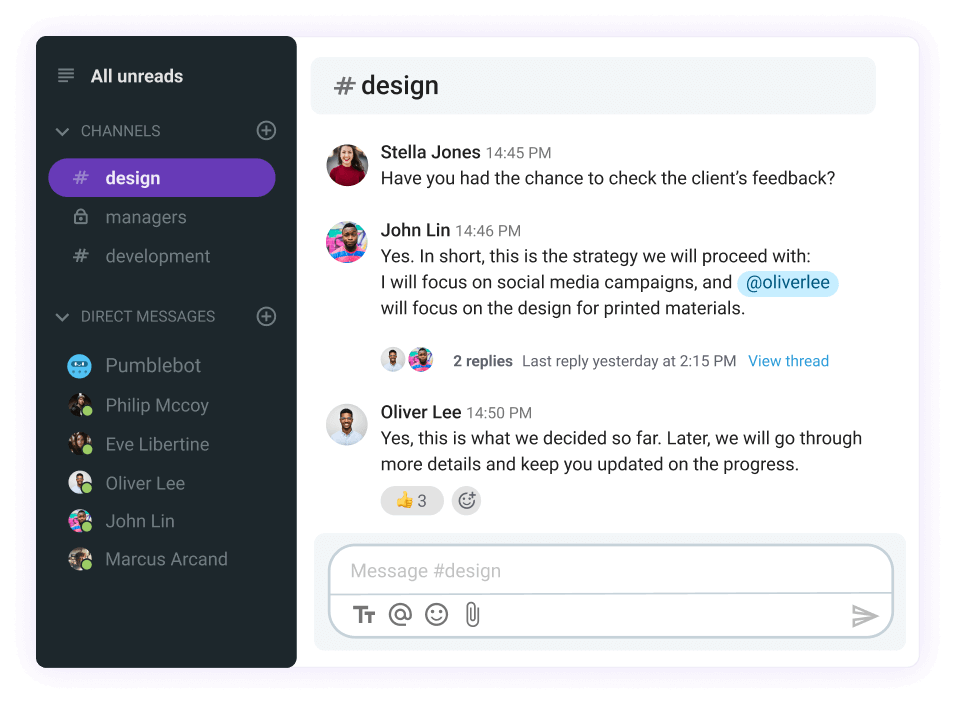 All unreads
CHANNELS
# design
managers
# development
DIRECT MESSAGES
Pumblebot
Philip Mccoy
Eve Libertine
Oliver Lee
John Lin
Marcus Arcand
# design
Stella Jones 14:45 PM
Have you had the chance to check the client’s feedback?
John Lin 14:46 PM
Yes. In short, this is the strategy we will proceed with:
I will focus on social media campaigns, and @oliverlee
will focus on the design for printed materials.
2 replies Last reply yesterday at 2:15 PM View thread
Oliver Lee 14:50 PM
Yes, this is what we decided so far. Later, we will go through
more details and keep you updated on the progress.
👍 3
Message #design
Tт @